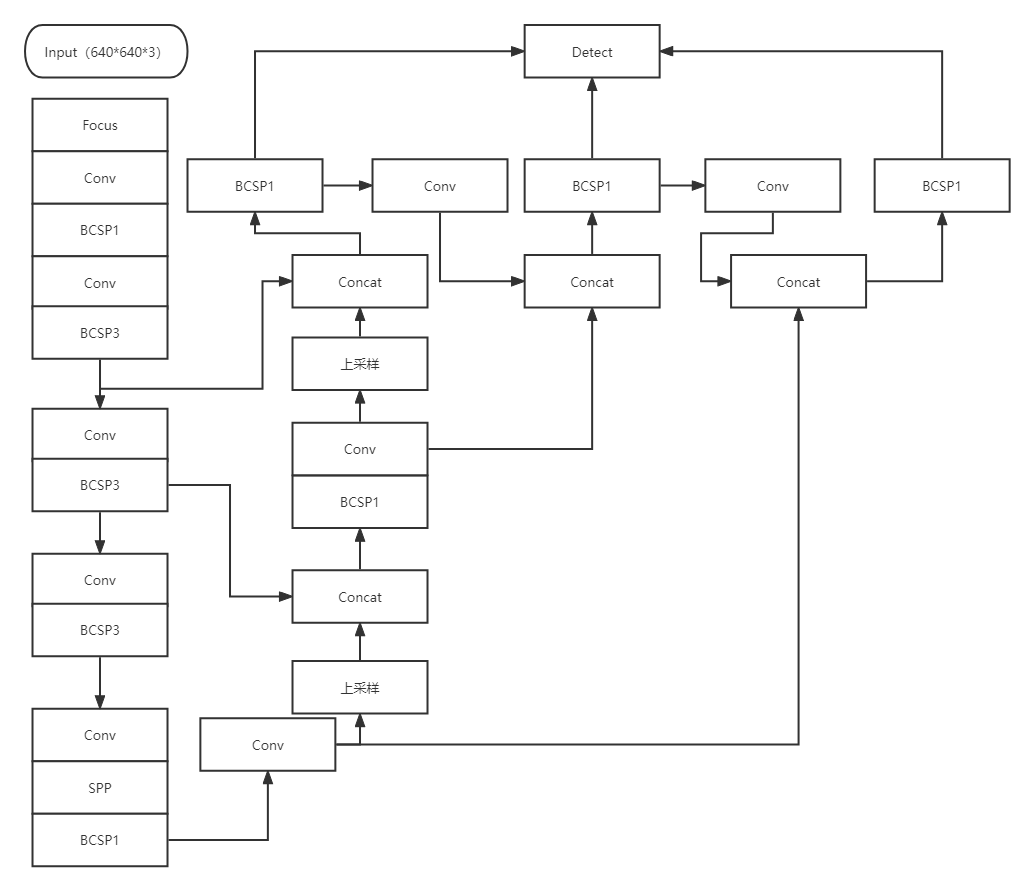 Input（640*640*3）
Focus
Conv
BCSP1
Conv
BCSP3
Conv
BCSP3
Conv
BCSP3
Conv
SPP
BCSP1
Conv
上采样
Concat
BCSP1
Conv
上采样
Concat
BCSP1
Conv
Concat
BCSP1
Conv
Concat
BCSP1
Detect